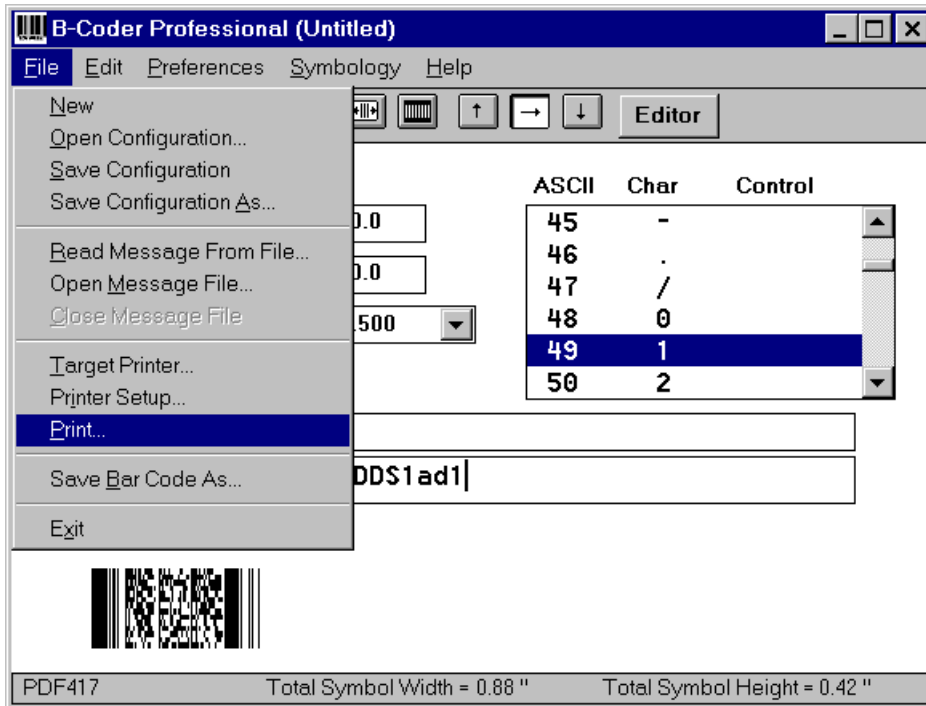 B-Coder Professional (Untitled)
File Edit Preferences Symbology Help
New
Open Configuration...
Save Configuration
Save Configuration As...
Read Message From File...
Open Message File...
Close Message File
Target Printer...
Printer Setup...
Print...
Save Bar Code As...
Exit
Editor
ASCII Char Control
45 -
46 .
47 /
48 0
49 1
50 2
0.0
0.0
.500
DDS1ad1
PDF417 Total Symbol Width = 0.88 " Total Symbol Height = 0.42 "